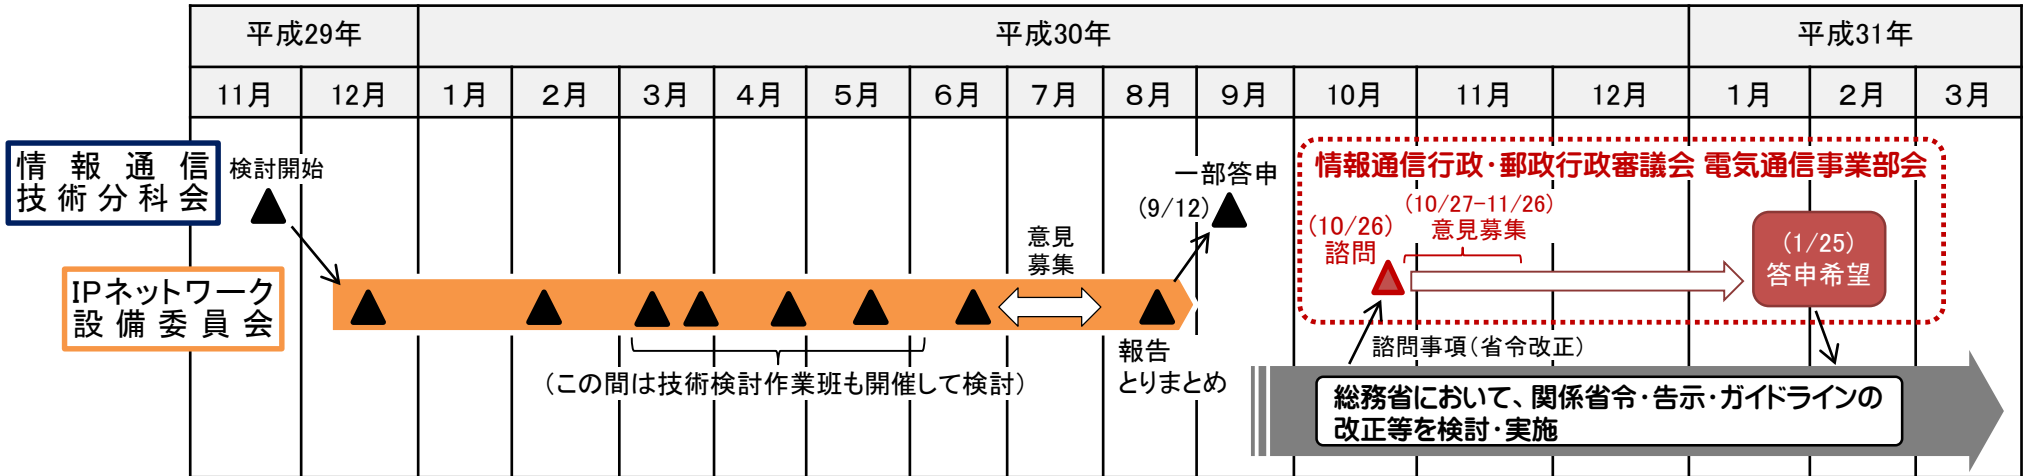 平成29年
平成30年
平成31年
11月
12月
1月
2月
3月
4月
5月
6月
7月
8月
9月
10月
11月
12月
1月
2月
3月
情報通信
技術分科会
検討開始
一部答申
(9/12)
情報通信行政・郵政行政審議会 電気通信事業部会
(10/27-11/26)
意見募集
(10/26)
諮問
(1/25)
答申希望
IPネットワーク
設備委員会
意見
募集
報告
とりまとめ
(この間は技術検討作業班も開催して検討)
諮問事項(省令改正)
総務省において、関係省令・告示・ガイドラインの
改正等を検討・実施